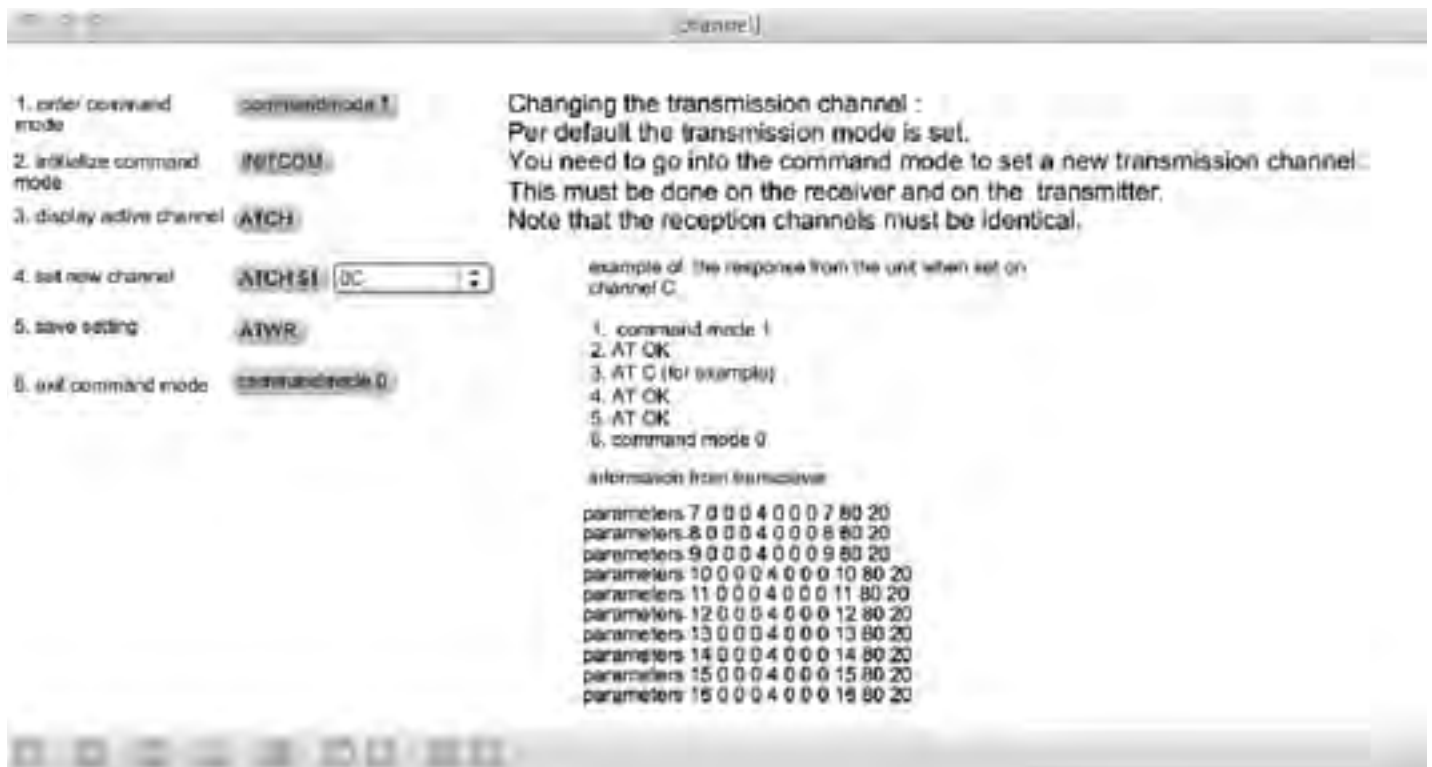 channel]
1. enter command
mode
commandmode 1
2. initialize command
mode
INITCOM
3. display active channel
ATCH
4. set new channel
ATCH $1
0C
5. save setting
ATWR
6. exit command mode
commandmode 0
Changing the transmission channel :
Per default the transmission mode is set.
You need to go into the command mode to set a new transmission channel.
This must be done on the receiver and on the transmitter.
Note that the reception channels must be identical.
example of the response from the unit when set on
channel C
1. command mode 1
2. AT OK
3. AT C (for example)
4. AT OK
5. AT OK
6. command mode 0
information from transceiver
parameters 7 0 0 0 4 0 0 0 7 80 20
parameters 8 0 0 0 4 0 0 0 8 80 20
parameters 9 0 0 0 4 0 0 0 9 80 20
parameters 10 0 0 0 4 0 0 0 10 80 20
parameters 11 0 0 0 4 0 0 0 11 80 20
parameters 12 0 0 0 4 0 0 0 12 80 20
parameters 13 0 0 0 4 0 0 0 13 80 20
parameters 14 0 0 0 4 0 0 0 14 80 20
parameters 15 0 0 0 4 0 0 0 15 80 20
parameters 16 0 0 0 4 0 0 0 16 80 20